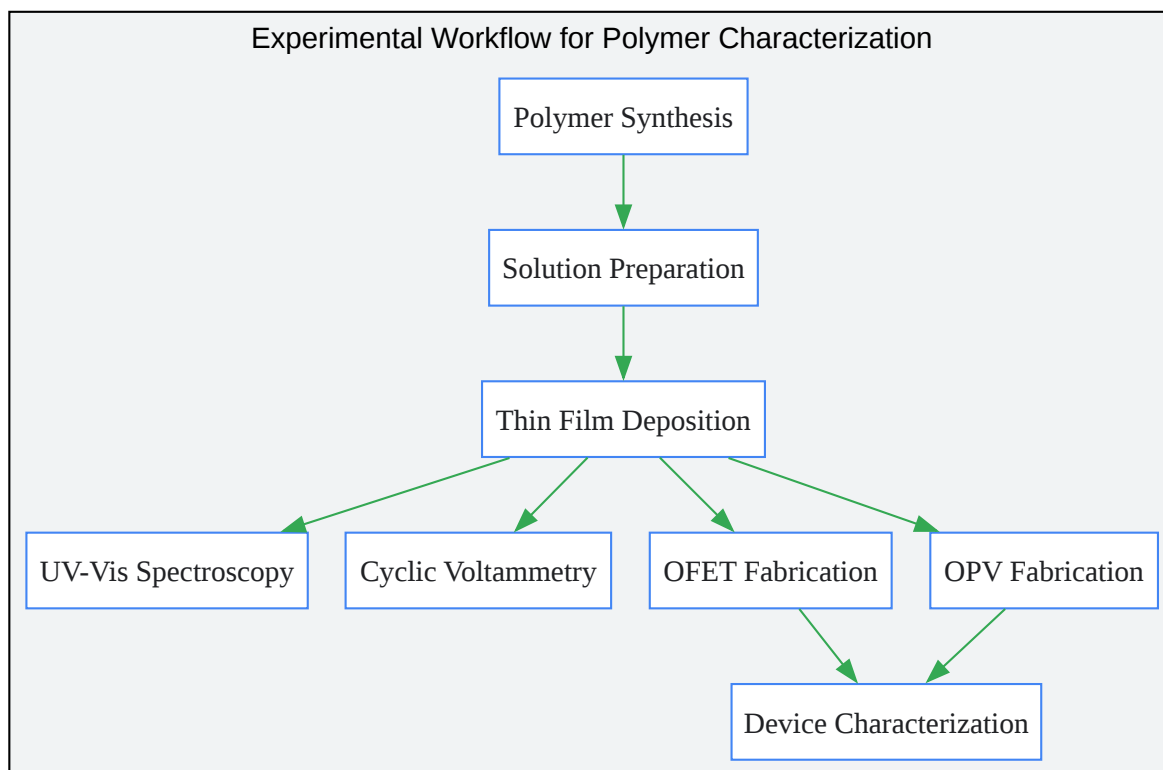 Experimental Workflow for Polymer Characterization
Polymer Synthesis
Solution Preparation
Thin Film Deposition
UV-Vis Spectroscopy
Cyclic Voltammetry
OFET Fabrication
OPV Fabrication
Device Characterization